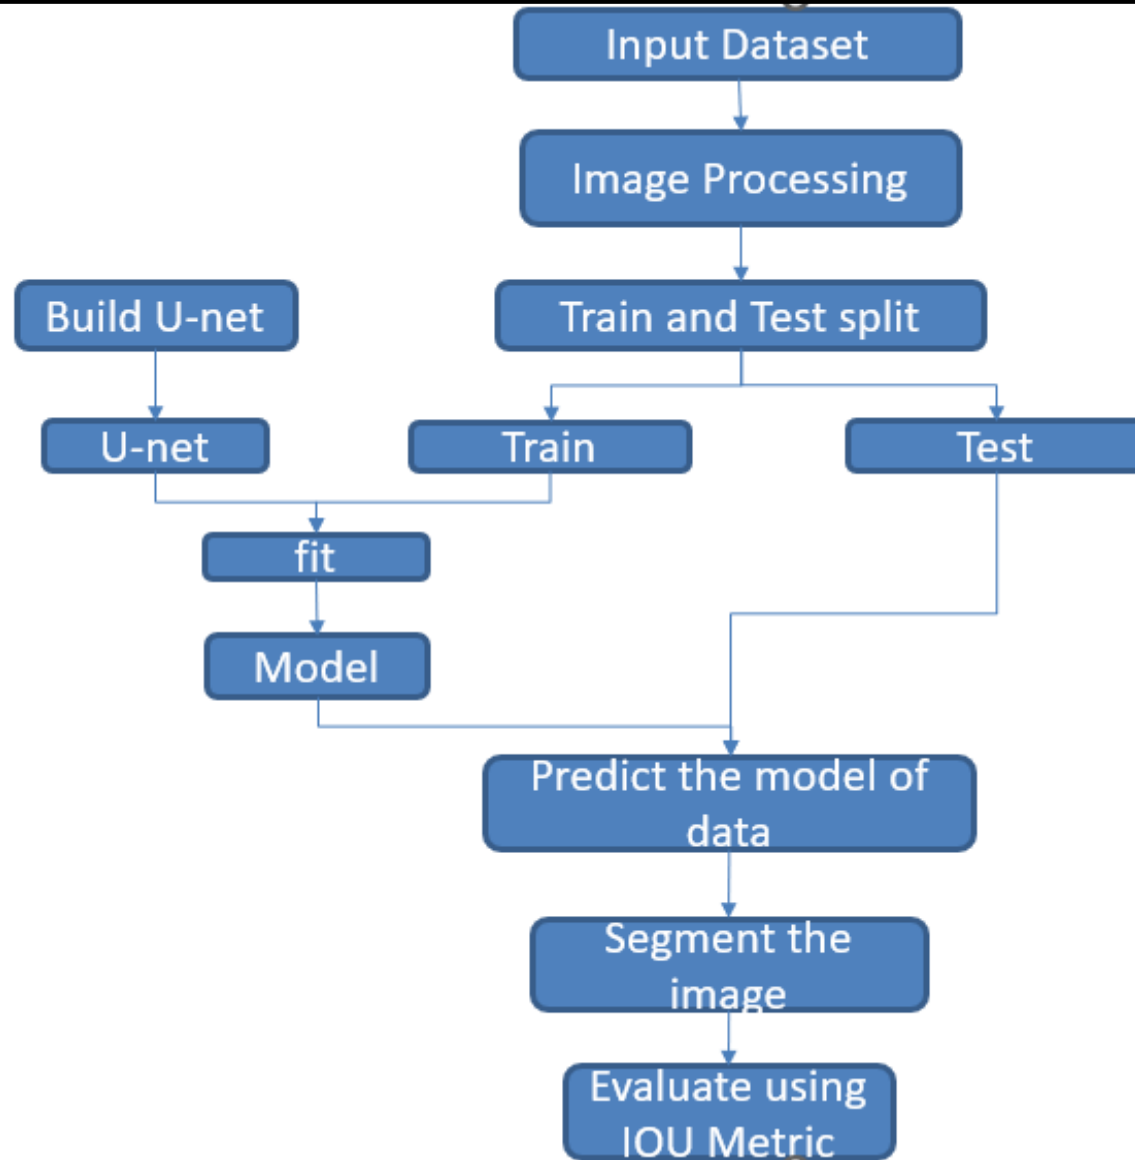 Input Dataset
Image Processing
Build U-net
Train and Test split
U-net
Train
Test
fit
Model
Predict the model of
data
Segment the
image
Evaluate using
IOU Metric